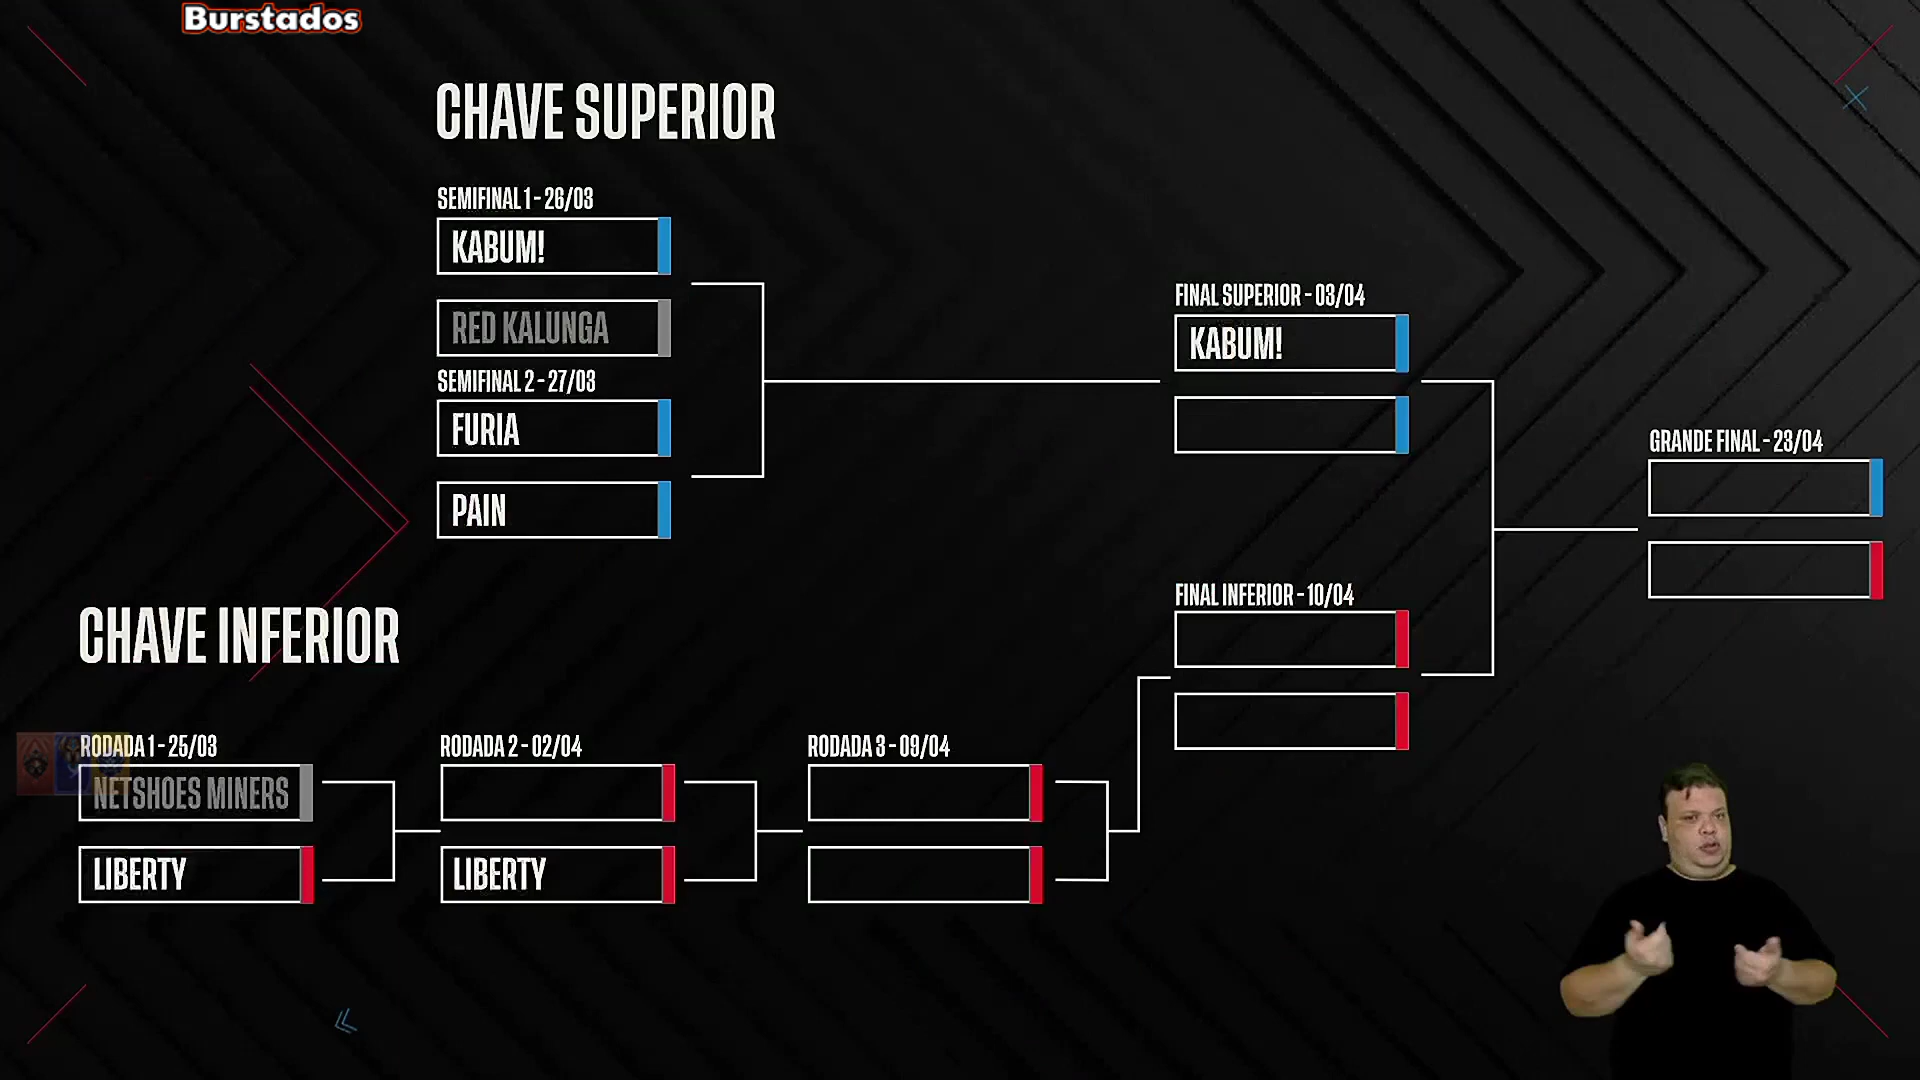 Burstados
CHAVE SUPERIOR
SEMIFINAL 1 - 26/03
KABUM!
RED KALUNGA
SEMIFINAL 2 - 27/03
FURIA
PAIN
FINAL SUPERIOR - 03/04
KABUM!
GRANDE FINAL - 23/04
FINAL INFERIOR - 10/04
CHAVE INFERIOR
RODADA 1 - 25/03
NETSHOES MINERS
LIBERTY
RODADA 2 - 02/04
LIBERTY
RODADA 3 - 09/04